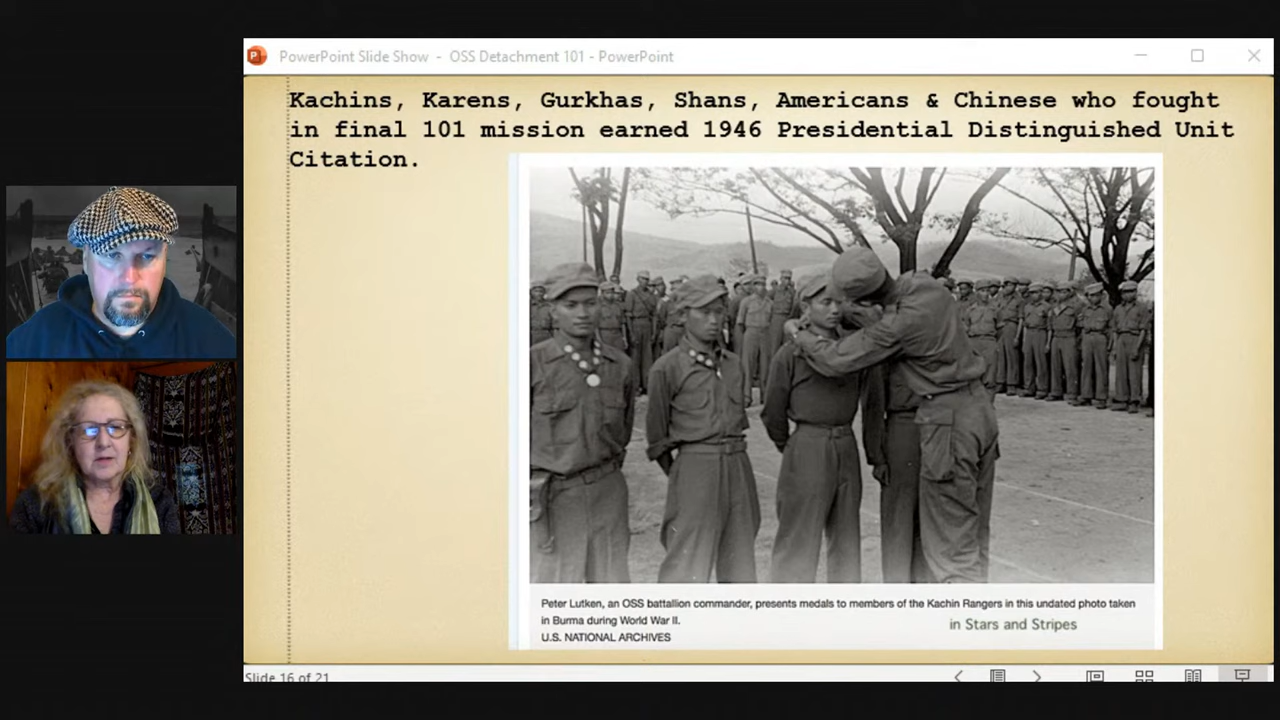 PowerPoint Slide Show - OSS Detachment 101 - PowerPoint
Kachins, Karens, Gurkhas, Shans, Americans & Chinese who fought
in final 101 mission earned 1946 Presidential Distinguished Unit
Citation.
Peter Lutken, an OSS battallion commander, presents medals to members of the Kachin Rangers in this undated photo taken
in Burma during World War II.
in Stars and Stripes
U.S. NATIONAL ARCHIVES
Slide 16 of 21